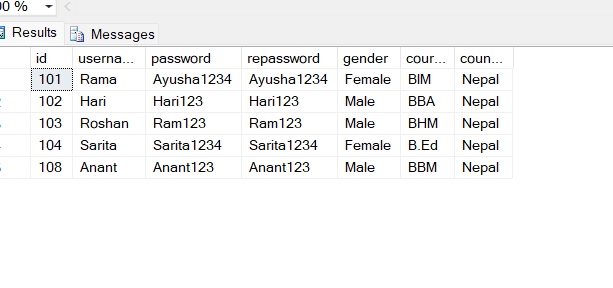 00 %
Results Messages
id userna... password repassword gender cour... coun...
101 Rama Ayusha1234 Ayusha1234 Female BIM Nepal
102 Hari Hari123 Hari123 Male BBA Nepal
103 Roshan Ram123 Ram123 Male BHM Nepal
104 Sarita Sarita1234 Sarita1234 Female B.Ed Nepal
108 Anant Anant123 Anant123 Male BBM Nepal